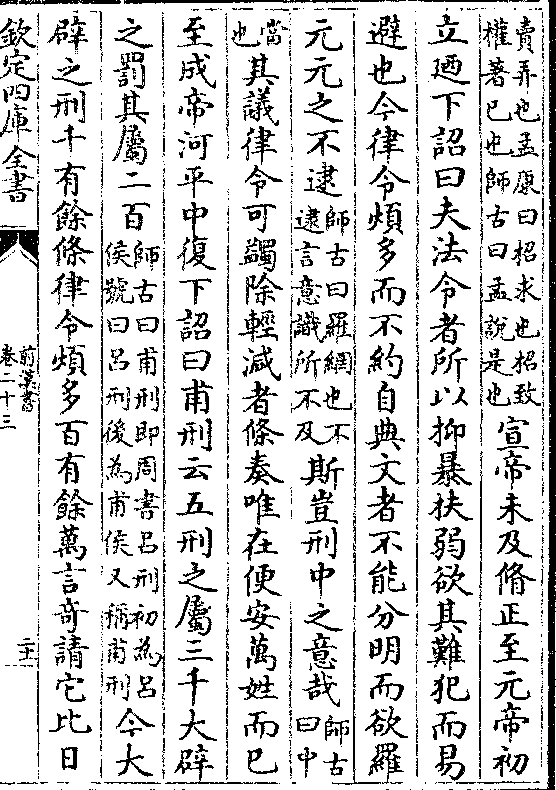 賣弄也孟康曰招求也招致
權著已也師古曰孟說是也
宣帝未及脩正至元帝初
立廼下詔曰夫法令者所以抑暴扶弱欲其難犯而易
避也今律令煩多而不約自典文者不能分明而欲羅
元元之不逮
師古曰羅網也不
逮言意識所不及
斯豈刑中之意哉
師古
曰中
當
也
其議律令可蠲除輕減者條奏唯在便安萬姓而已
至成帝河平中復下詔曰甫刑云五刑之屬三千大辟
之罰其屬二百
師古曰甫刑即周書呂刑初為呂
侯號曰呂刑後為甫侯又稱甫刑
今大
辟之刑千有餘條律令煩多百有餘萬言奇請它比日
欽定四庫全書
前漢書
卷二十三
二十一